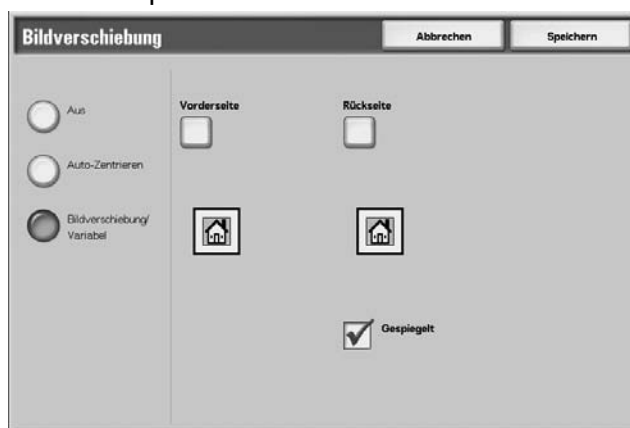 Bildverschiebung
Abbrechen
Speichern
Aus
Auto-Zentrieren
Bildverschiebung/
Variabel
Vorderseite
Rückseite
Gespiegelt